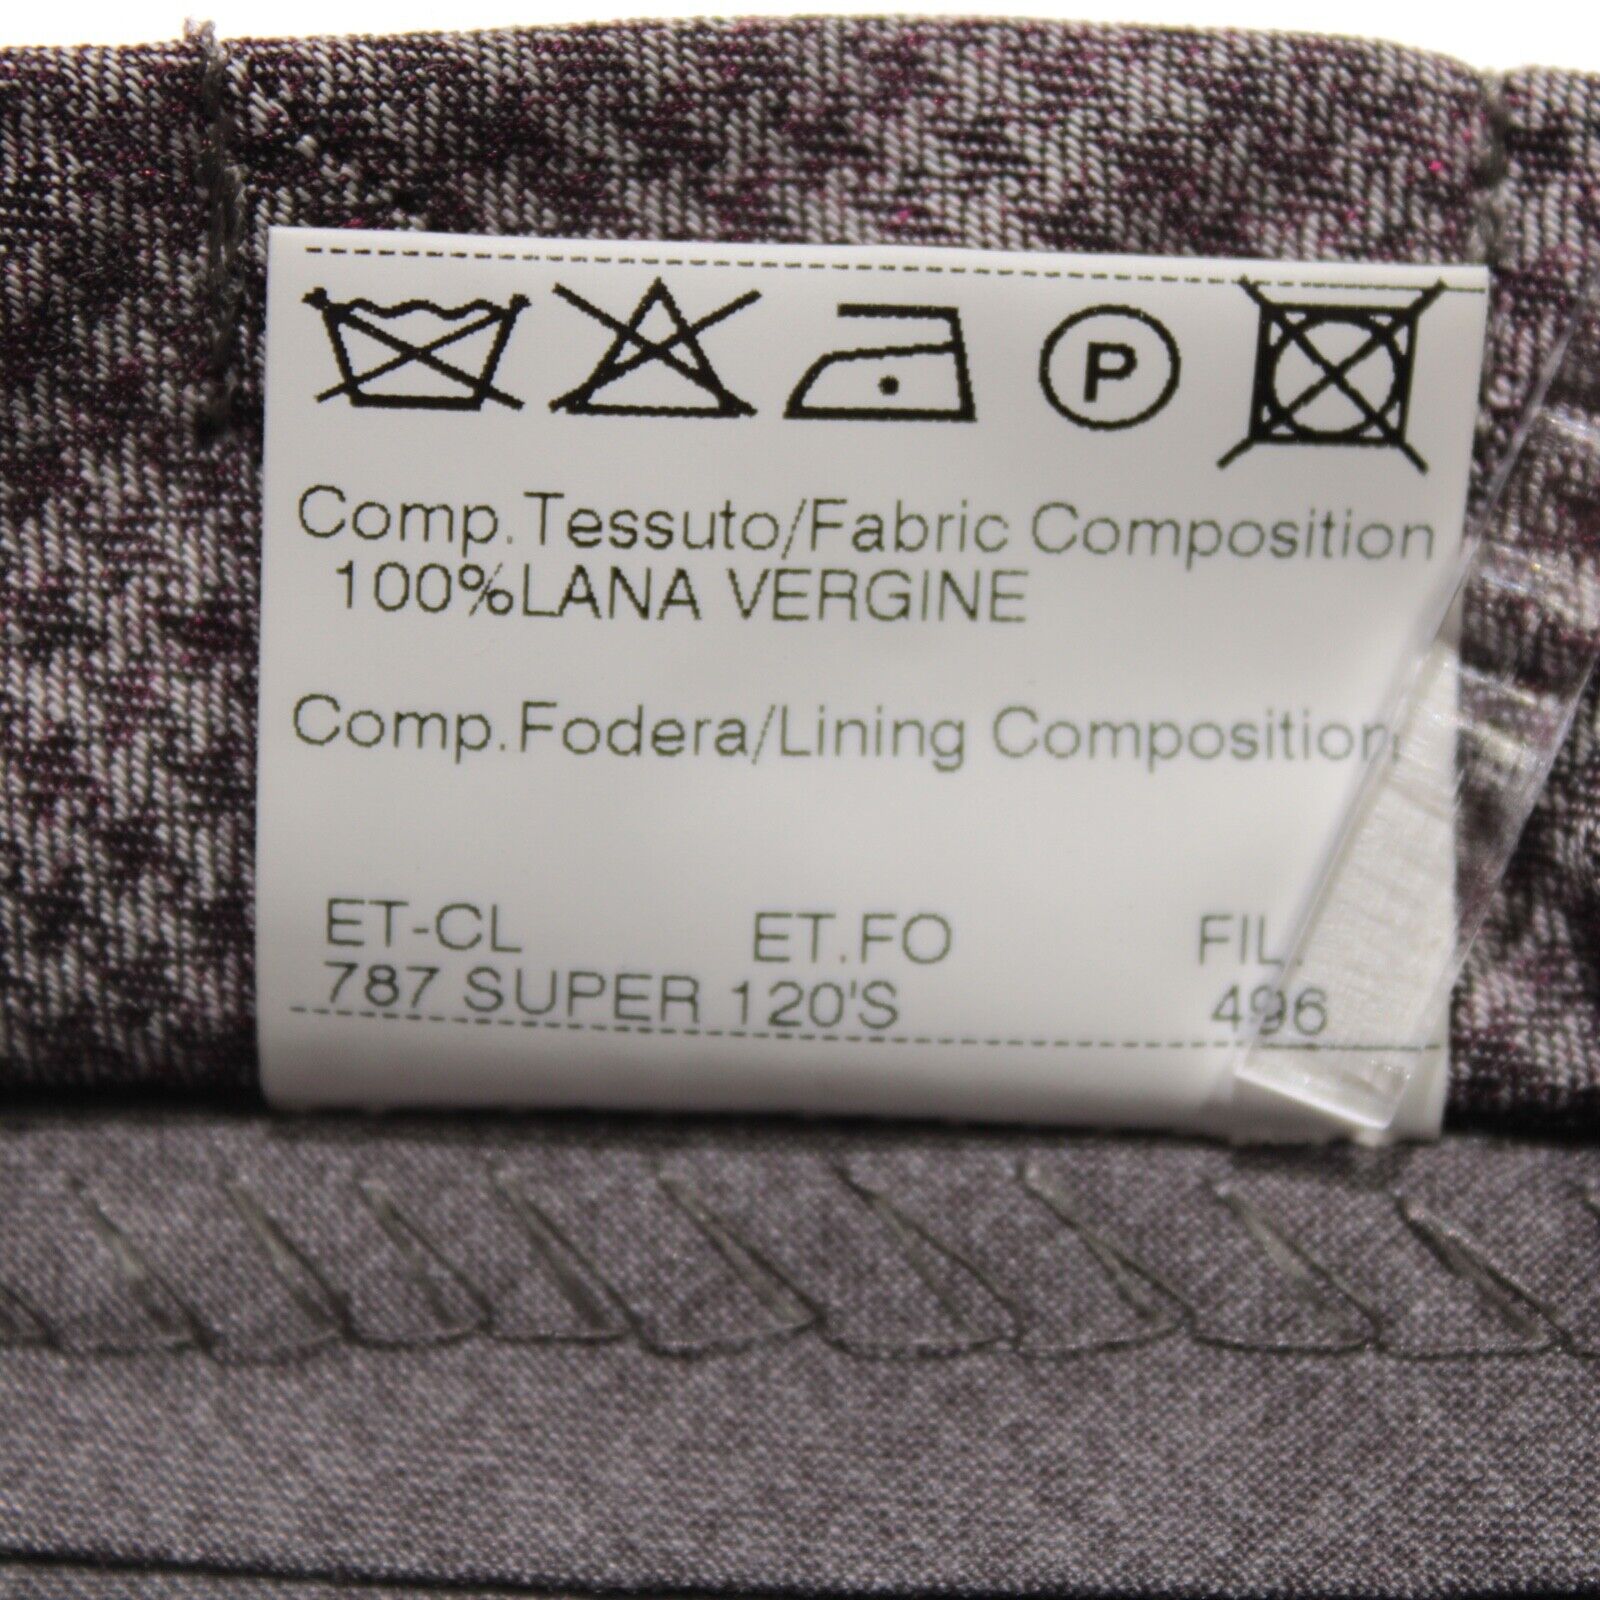 P
Comp.Tessuto/Fabric Composition
100%LANA VERGINE
Comp.Fodera/Lining Composition
ET-CL ET.FO FIL.
787 SUPER 120'S 496